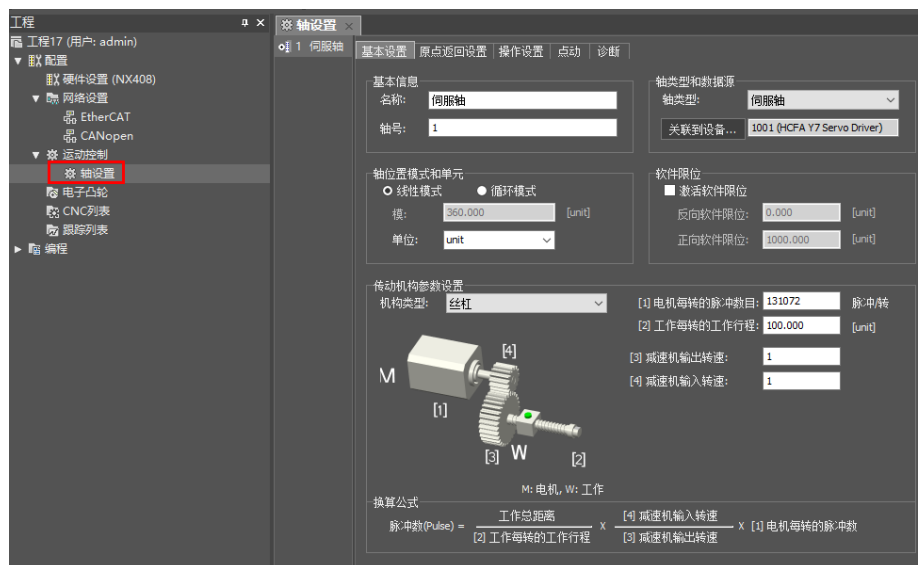 工程
工程17 (用户: admin)
配置
硬件设置 (NX408)
网络设置
EtherCAT
CANopen
运动控制
轴设置
电子凸轮
CNC列表
跟踪列表
编程
轴设置
1 伺服轴
基本设置 原点返回设置 操作设置 点动 诊断
基本信息
名称: 伺服轴
轴号: 1
轴类型和数据源
轴类型: 伺服轴
关联到设备... 1001 (HCFA Y7 Servo Driver)
轴位置模式和单元
线性模式 循环模式
模: 360.000 [unit]
单位: unit
软件限位
激活软件限位
反向软件限位: 0.000 [unit]
正向软件限位: 1000.000 [unit]
传动机构参数设置
机构类型: 丝杠
[1] 电机每转的脉冲数目: 131072 脉冲/转
[2] 工作每转的工作行程: 100.000 [unit]
[3] 减速机输出转速: 1
[4] 减速机输入转速: 1
M
[1]
[4]
[3]
W
[2]
M: 电机, W: 工作
换算公式
脉冲数(Pulse) = 工作总距离 / [2] 工作每转的工作行程 x [4] 减速机输入转速 / [3] 减速机输出转速 x [1] 电机每转的脉冲数